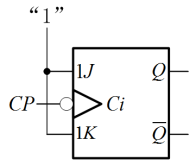 “1”
1J Q
CP Ci
1K Q̅